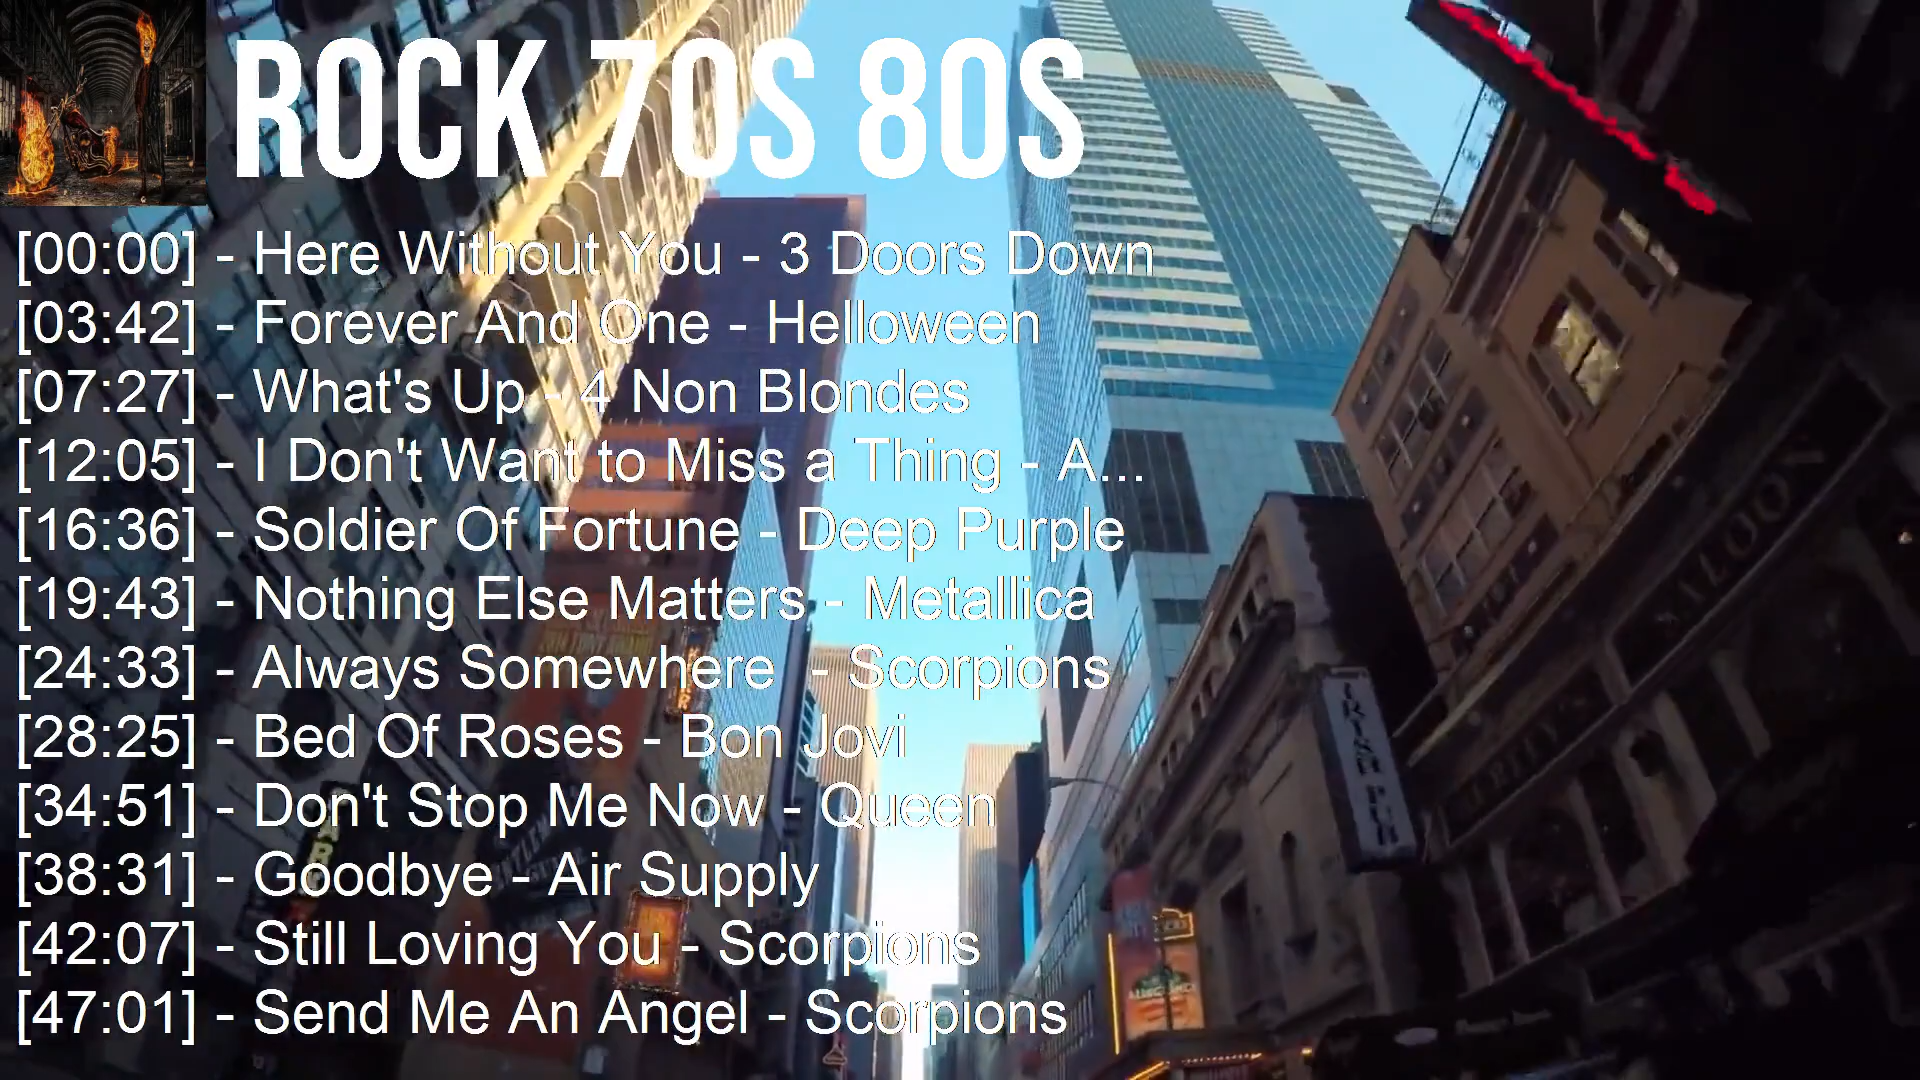 ROCK 70S 80S
[00:00] - Here Without You - 3 Doors Down
[03:42] - Forever And One - Helloween
[07:27] - What's Up - 4 Non Blondes
[12:05] - I Don't Want to Miss a Thing - A...
[16:36] - Soldier Of Fortune - Deep Purple
[19:43] - Nothing Else Matters - Metallica
[24:33] - Always Somewhere - Scorpions
[28:25] - Bed Of Roses - Bon Jovi
[34:51] - Don't Stop Me Now - Queen
[38:31] - Goodbye - Air Supply
[42:07] - Still Loving You - Scorpions
[47:01] - Send Me An Angel - Scorpions
SALOON
IRISH PUB